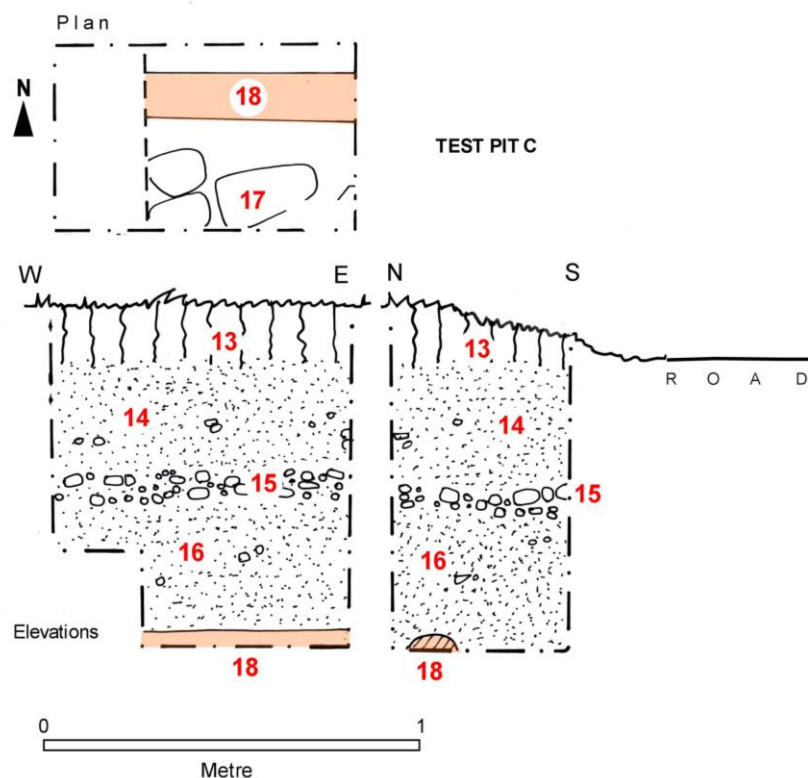 Plan
N
18
17
TEST PIT C
W E N S
13 13
ROAD
14 14
15 15
16 16
Elevations
18 18
0 1
Metre